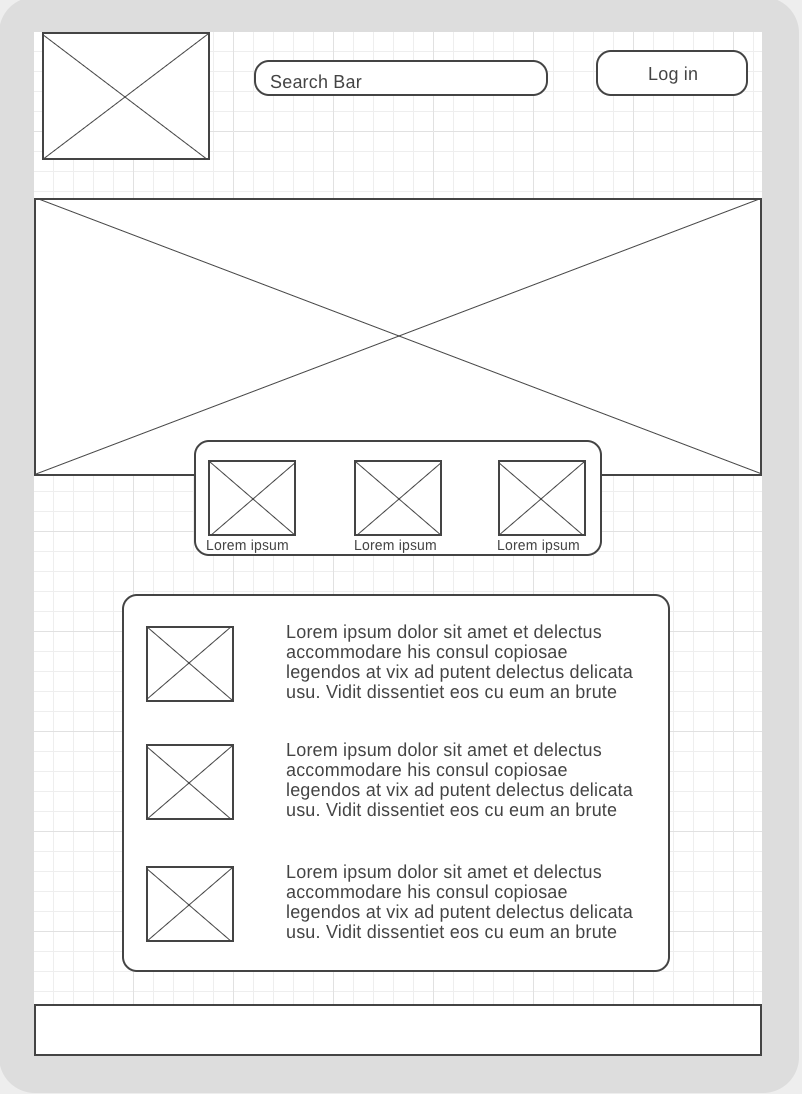 Search Bar
Log in
Lorem ipsum
Lorem ipsum
Lorem ipsum
Lorem ipsum dolor sit amet et delectus
accommodare his consul copiosae
legendos at vix ad putent delectus delicata
usu. Vidit dissentiet eos cu eum an brute
Lorem ipsum dolor sit amet et delectus
accommodare his consul copiosae
legendos at vix ad putent delectus delicata
usu. Vidit dissentiet eos cu eum an brute
Lorem ipsum dolor sit amet et delectus
accommodare his consul copiosae
legendos at vix ad putent delectus delicata
usu. Vidit dissentiet eos cu eum an brute